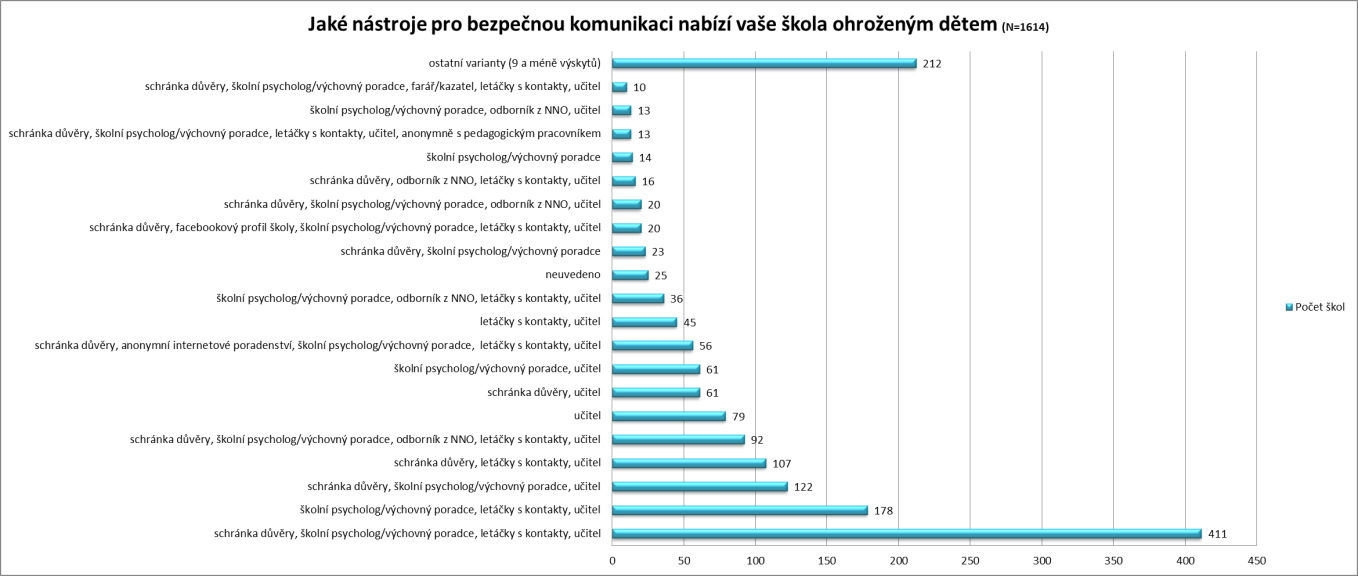 Jaké nástroje pro bezpečnou komunikaci nabízí vaše škola ohroženým dětem (N=1614)
ostatní varianty (9 a méně výskytů) 212
schránka důvěry, školní psycholog/výchovný poradce, farář/kazatel, letáčky s kontakty, učitel 10
školní psycholog/výchovný poradce, odborník z NNO, učitel 13
schránka důvěry, školní psycholog/výchovný poradce, letáčky s kontakty, učitel, anonymně s pedagogickým pracovníkem 13
školní psycholog/výchovný poradce 14
schránka důvěry, odborník z NNO, letáčky s kontakty, učitel 16
schránka důvěry, školní psycholog/výchovný poradce, odborník z NNO, učitel 20
schránka důvěry, facebookový profil školy, školní psycholog/výchovný poradce, letáčky s kontakty, učitel 20
schránka důvěry, školní psycholog/výchovný poradce 23
neuvedeno 25
školní psycholog/výchovný poradce, odborník z NNO, letáčky s kontakty, učitel 36
letáčky s kontakty, učitel 45
schránka důvěry, anonymní internetové poradenství, školní psycholog/výchovný poradce, letáčky s kontakty, učitel 56
školní psycholog/výchovný poradce, učitel 61
schránka důvěry, učitel 61
učitel 79
schránka důvěry, školní psycholog/výchovný poradce, odborník z NNO, letáčky s kontakty, učitel 92
schránka důvěry, letáčky s kontakty, učitel 107
schránka důvěry, školní psycholog/výchovný poradce, učitel 122
školní psycholog/výchovný poradce, letáčky s kontakty, učitel 178
schránka důvěry, školní psycholog/výchovný poradce, letáčky s kontakty, učitel 411
0 50 100 150 200 250 300 350 400 450
Počet škol